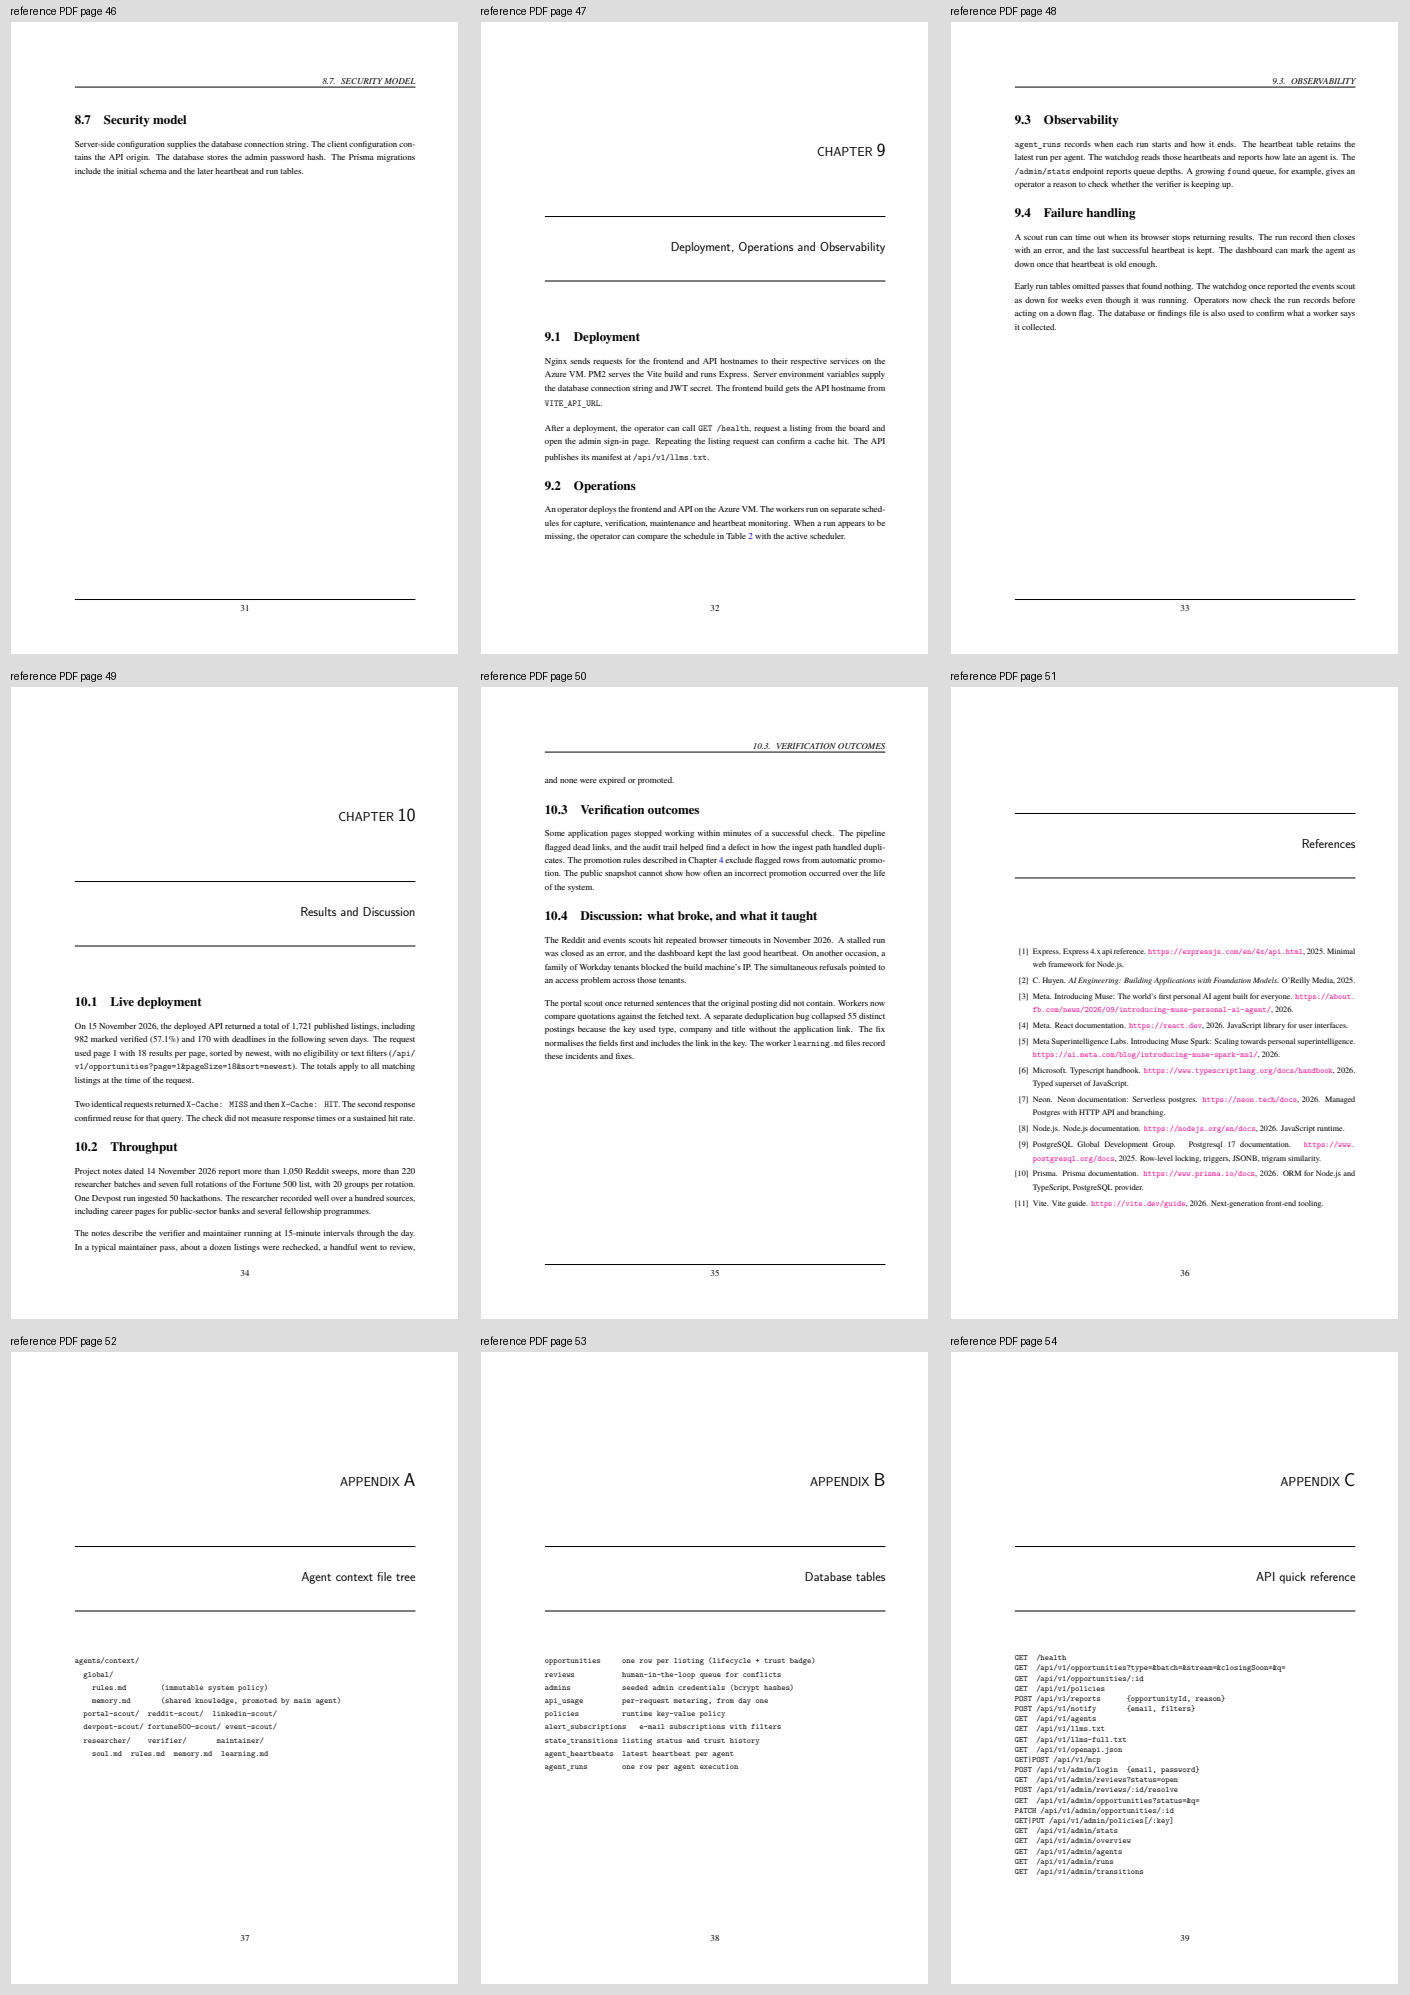 reference PDF page 46
8.7. SECURITY MODEL
8.7 Security model
Server-side configuration supplies the database connection string. The client configuration con-
tains the API origin. The database stores the admin password hash. The Prisma migrations
include the initial schema and the later heartbeat and run tables.
31
reference PDF page 47
CHAPTER 9
Deployment, Operations and Observability
9.1 Deployment
Nginx sends requests for the frontend and API hostnames to their respective services on the
Azure VM. PM2 serves the Vite build and runs Express. Server environment variables supply
the database connection string and JWT secret. The frontend build gets the API hostname from
VITE_API_URL.
After a deployment, the operator can call GET /health, request a listing from the board and
open the admin sign-in page. Repeating the listing request can confirm a cache hit. The API
publishes its manifest at /api/v1/llms.txt.
9.2 Operations
An operator deploys the frontend and API on the Azure VM. The workers run on separate sched-
ules for capture, verification, maintenance and heartbeat monitoring. When a run appears to be
missing, the operator can compare the schedule in Table 2 with the active scheduler.
32
reference PDF page 48
9.3. OBSERVABILITY
9.3 Observability
agent_runs records when each run starts and how it ends. The heartbeat table retains the
latest run per agent. The watchdog reads those heartbeats and reports how late an agent is. The
/admin/stats endpoint reports queue depths. A growing found queue, for example, gives an
operator a reason to check whether the verifier is keeping up.
9.4 Failure handling
A scout run can time out when its browser stops returning results. The run record then closes
with an error, and the last successful heartbeat is kept. The dashboard can mark the agent as
down once that heartbeat is old enough.
Early run tables omitted passes that found nothing. The watchdog once reported the events scout
as down for weeks even though it was running. Operators now check the run records before
acting on a down flag. The database or findings file is also used to confirm what a worker says
it collected.
33
reference PDF page 49
CHAPTER 10
Results and Discussion
10.1 Live deployment
On 15 November 2026, the deployed API returned a total of 1,721 published listings, including
982 marked verified (57.1%) and 170 with deadlines in the following seven days. The request
used page 1 with 18 results per page, sorted by newest, with no eligibility or text filters (/api/
v1/opportunities?page=1&pageSize=18&sort=newest). The totals apply to all matching
listings at the time of the request.
Two identical requests returned X-Cache: MISS and then X-Cache: HIT. The second response
confirmed reuse for that query. The check did not measure response times or a sustained hit rate.
10.2 Throughput
Project notes dated 14 November 2026 report more than 1,050 Reddit sweeps, more than 220
researcher batches and seven full rotations of the Fortune 500 list, with 20 groups per rotation.
One Devpost run ingested 50 hackathons. The researcher recorded well over a hundred sources,
including career pages for public-sector banks and several fellowship programmes.
The notes describe the verifier and maintainer running at 15-minute intervals through the day.
In a typical maintainer pass, about a dozen listings were rechecked, a handful went to review,
34
reference PDF page 50
10.3. VERIFICATION OUTCOMES
and none were expired or promoted.
10.3 Verification outcomes
Some application pages stopped working within minutes of a successful check. The pipeline
flagged dead links, and the audit trail helped find a defect in how the ingest path handled dupli-
cates. The promotion rules described in Chapter 4 exclude flagged rows from automatic promo-
tion. The public snapshot cannot show how often an incorrect promotion occurred over the life
of the system.
10.4 Discussion: what broke, and what it taught
The Reddit and events scouts hit repeated browser timeouts in November 2026. A stalled run
was closed as an error, and the dashboard kept the last good heartbeat. On another occasion, a
family of Workday tenants blocked the build machine's IP. The simultaneous refusals pointed to
an access problem across those tenants.
The portal scout once returned sentences that the original posting did not contain. Workers now
compare quotations against the fetched text. A separate deduplication bug collapsed 55 distinct
postings because the key used type, company and title without the application link. The fix
normalises the fields first and includes the link in the key. The worker learning.md files record
these incidents and fixes.
35
reference PDF page 51
References
[1] Express. Express 4.x api reference. https://expressjs.com/en/4x/api.html, 2025. Minimal
web framework for Node.js.
[2] C. Huyen. AI Engineering: Building Applications with Foundation Models. O'Reilly Media, 2025.
[3] Meta. Introducing Muse: The world's first personal AI agent built for everyone. https://about.
fb.com/news/2026/09/introducing-muse-personal-ai-agent/, 2026.
[4] Meta. React documentation. https://react.dev, 2026. JavaScript library for user interfaces.
[5] Meta Superintelligence Labs. Introducing Muse Spark: Scaling towards personal superintelligence.
https://ai.meta.com/blog/introducing-muse-spark-msl/, 2026.
[6] Microsoft. Typescript handbook. https://www.typescriptlang.org/docs/handbook, 2026.
Typed superset of JavaScript.
[7] Neon. Neon documentation: Serverless postgres. https://neon.tech/docs, 2026. Managed
Postgres with HTTP API and branching.
[8] Node.js. Node.js documentation. https://nodejs.org/en/docs, 2026. JavaScript runtime.
[9] PostgreSQL Global Development Group. Postgresql 17 documentation. https://www.
postgresql.org/docs, 2025. Row-level locking, triggers, JSONB, trigram similarity.
[10] Prisma. Prisma documentation. https://www.prisma.io/docs, 2026. ORM for Node.js and
TypeScript, PostgreSQL provider.
[11] Vite. Vite guide. https://vite.dev/guide, 2026. Next-generation front-end tooling.
36
reference PDF page 52
APPENDIX A
Agent context file tree
agents/context/
global/
rules.md (immutable system policy)
memory.md (shared knowledge, promoted by main agent)
portal-scout/ reddit-scout/ linkedin-scout/
devpost-scout/ fortune500-scout/ event-scout/
researcher/ verifier/ maintainer/
soul.md rules.md memory.md learning.md
37
reference PDF page 53
APPENDIX B
Database tables
opportunities one row per listing (lifecycle + trust badge)
reviews human-in-the-loop queue for conflicts
admins seeded admin credentials (bcrypt hashes)
api_usage per-request metering, from day one
policies runtime key-value policy
alert_subscriptions e-mail subscriptions with filters
state_transitions listing status and trust history
agent_heartbeats latest heartbeat per agent
agent_runs one row per agent execution
38
reference PDF page 54
APPENDIX C
API quick reference
GET /health
GET /api/v1/opportunities?type=&batch=&stream=&closingSoon=&q=
GET /api/v1/opportunities/:id
GET /api/v1/policies
POST /api/v1/reports {opportunityId, reason}
POST /api/v1/notify {email, filters}
GET /api/v1/agents
GET /api/v1/llms.txt
GET /api/v1/llms-full.txt
GET /api/v1/openapi.json
GET|POST /api/v1/mcp
POST /api/v1/admin/login {email, password}
GET /api/v1/admin/reviews?status=open
POST /api/v1/admin/reviews/:id/resolve
GET /api/v1/admin/opportunities?status=&q=
PATCH /api/v1/admin/opportunities/:id
GET|PUT /api/v1/admin/policies[/:key]
GET /api/v1/admin/stats
GET /api/v1/admin/overview
GET /api/v1/admin/agents
GET /api/v1/admin/runs
GET /api/v1/admin/transitions
39